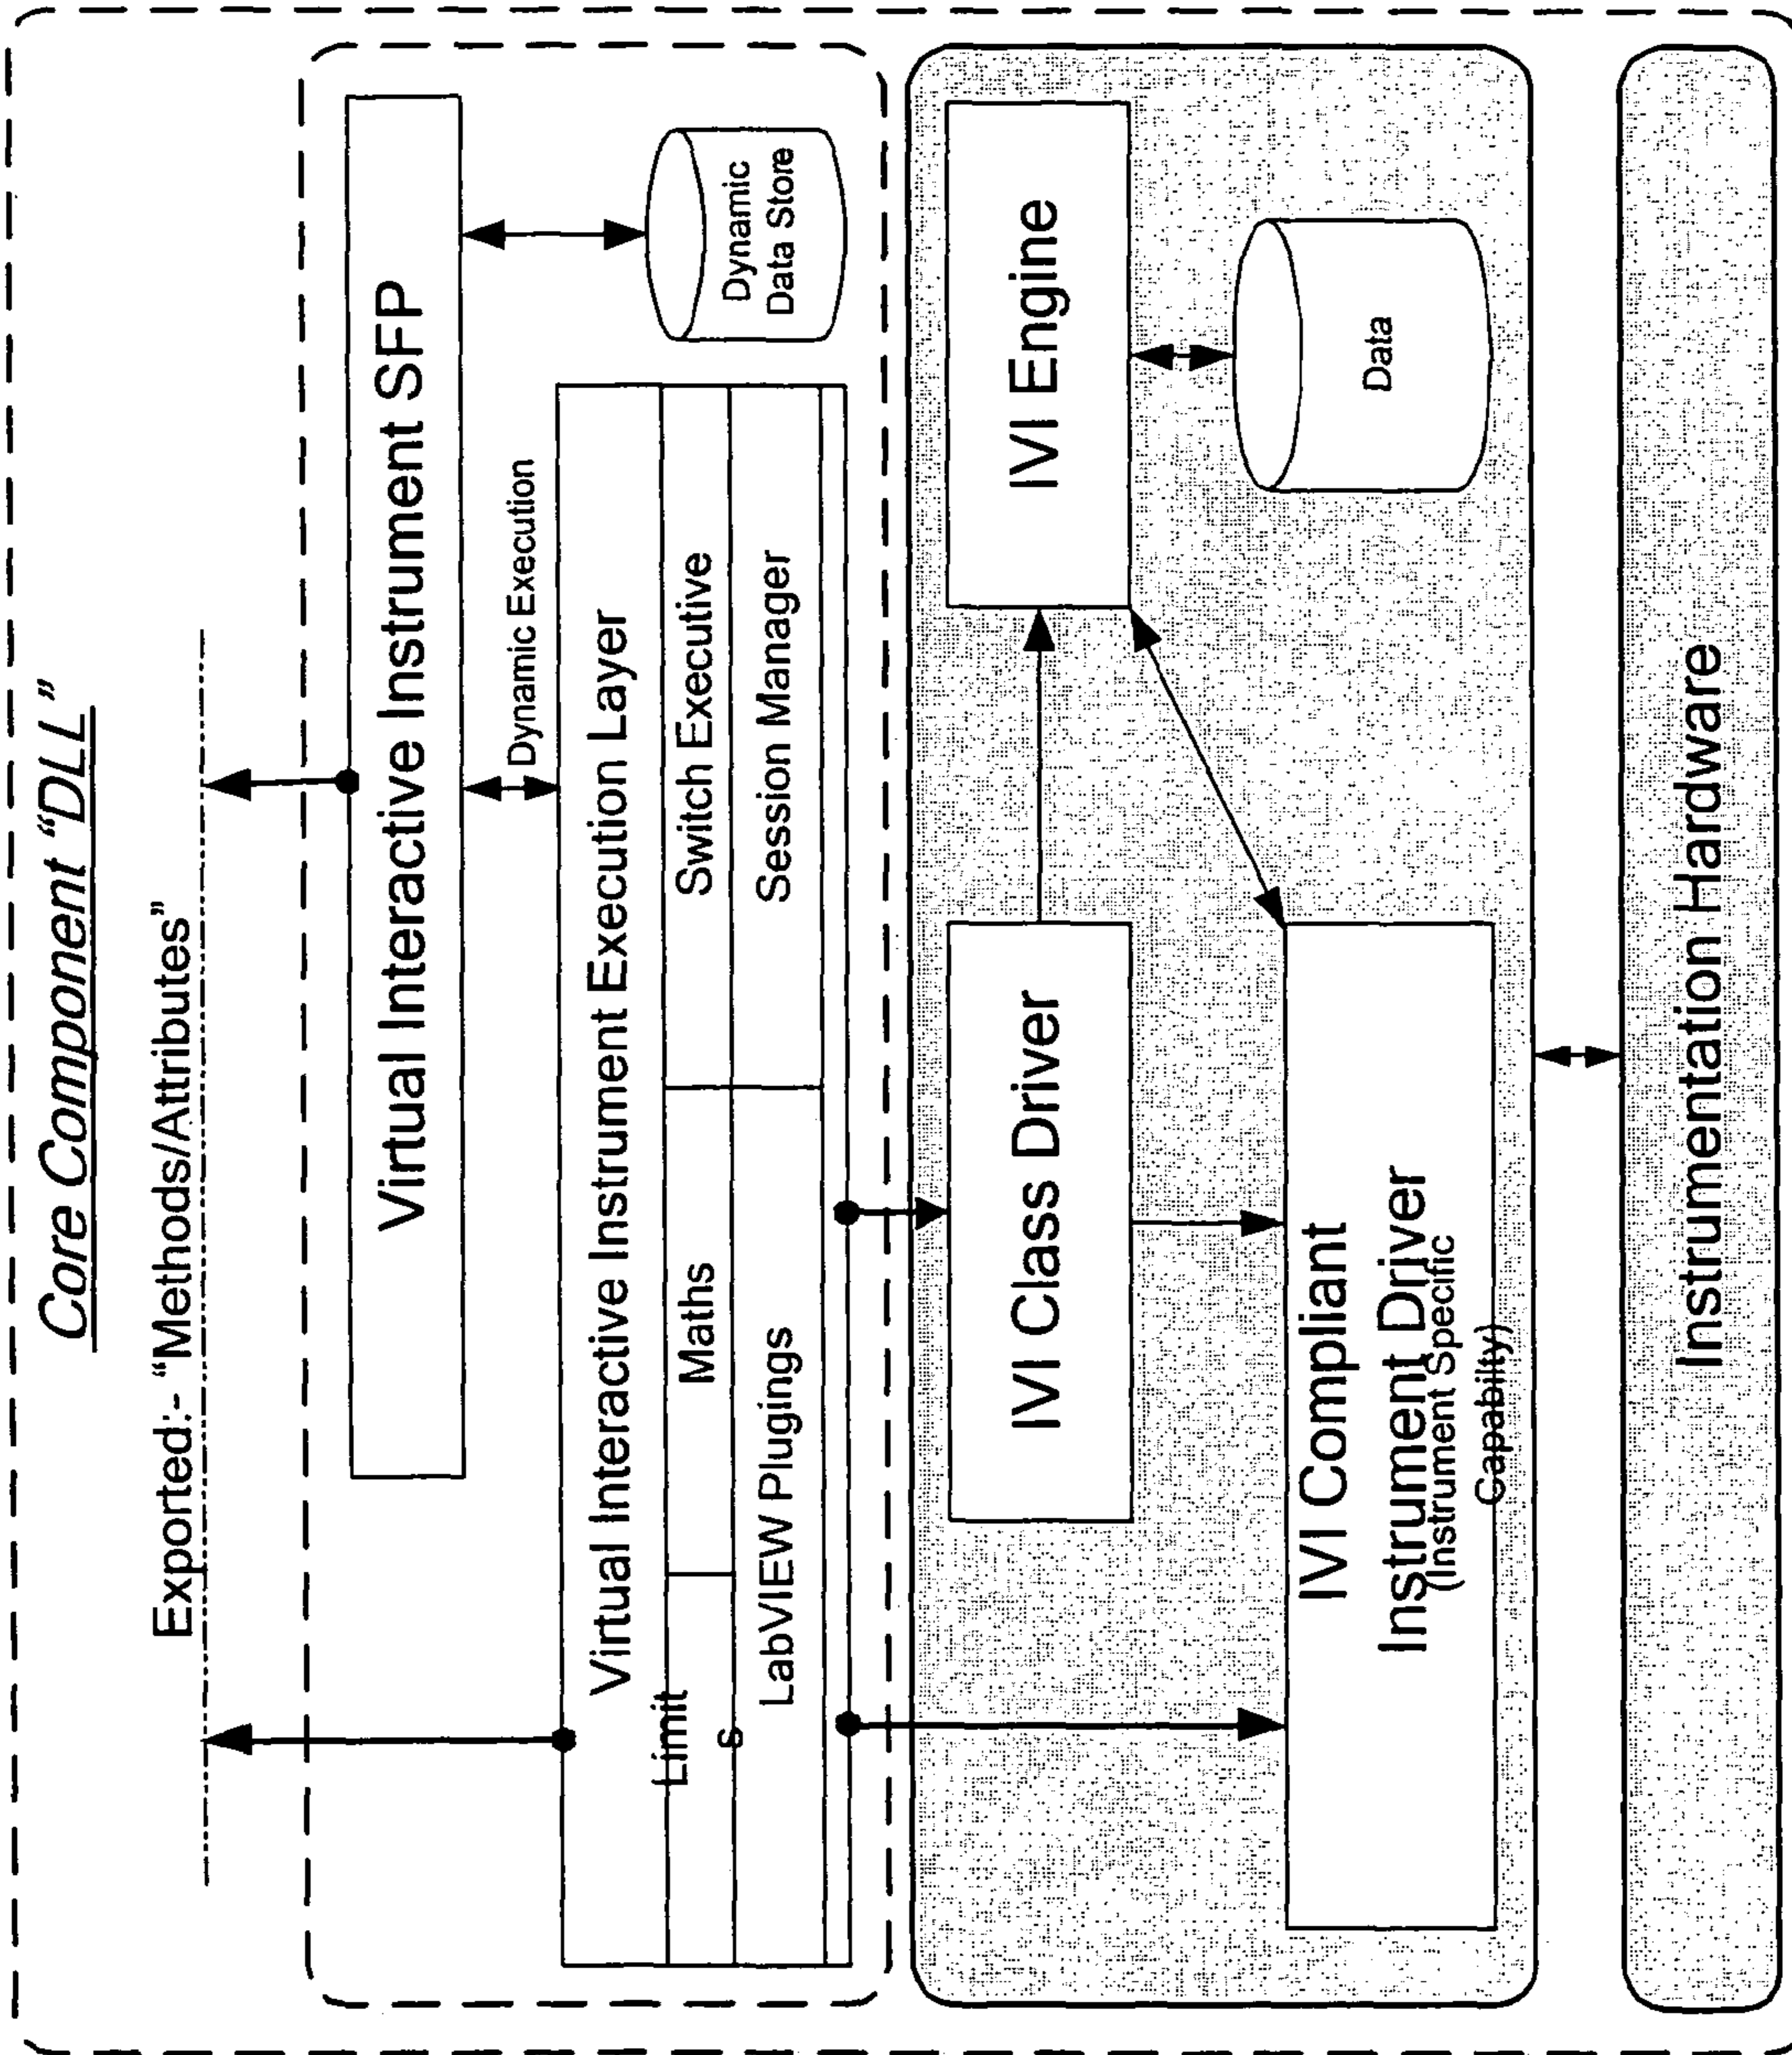 Core Component “DLL”
Exported:- “Methods/Attributes”
Virtual Interactive Instrument SFP
Dynamic Execution
Dynamic
Data Store
Virtual Interactive Instrument Execution Layer
Limit
s
Maths
Switch Executive
LabVIEW Plugings
Session Manager
IVI Class Driver
IVI Engine
IVI Compliant
Instrument Driver
(Instrument Specific
Capability)
Data
Instrumentation Hardware